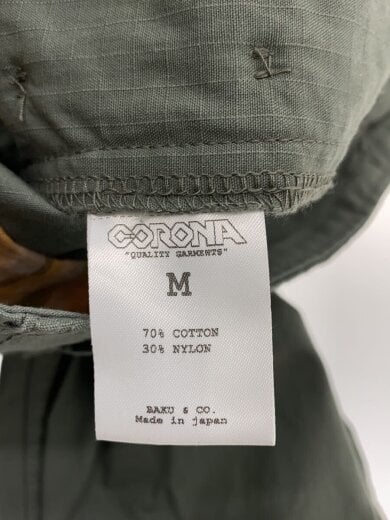 CORONA
"QUALITY GARMENTS"
M
70% COTTON
30% NYLON
BAKU & CO.
Made in japan